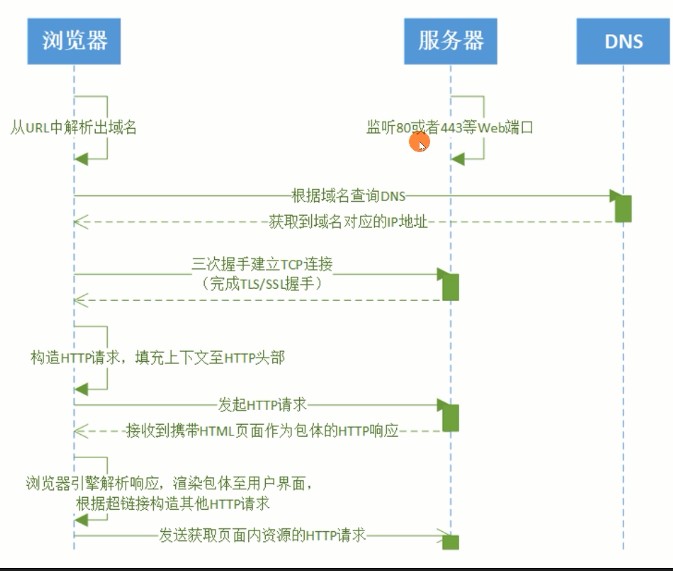 浏览器
服务器
DNS
从URL中解析出域名
监听80或者443等Web端口
根据域名查询DNS
获取到域名对应的IP地址
三次握手建立TCP连接
（完成TLS/SSL握手）
构造HTTP请求，填充上下文至HTTP头部
发起HTTP请求
接收到携带HTML页面作为包体的HTTP响应
浏览器引擎解析响应，渲染包体至用户界面，
根据超链接构造其他HTTP请求
发送获取页面内资源的HTTP请求